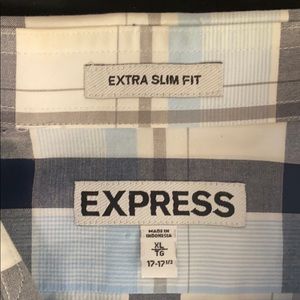 EXTRA SLIM FIT
EXPRESS
MADE IN
INDONESIA
XL
TG
17-17 1/2